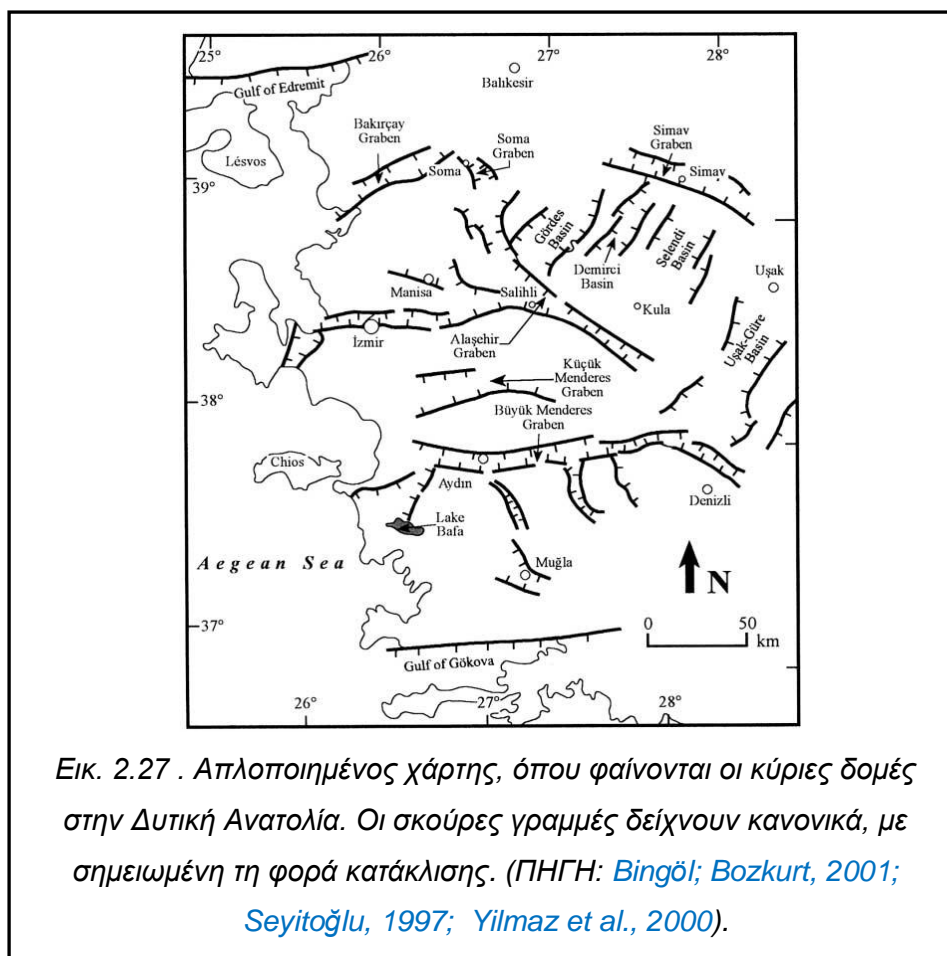 25°
26°
27°
28°
Gulf of Edremit
Balıkesir
Bakırçay
Graben
Soma
Graben
Simav
Graben
Lésvos
Soma
Simav
39°
Gördes
Basin
Demirci
Basin
Selendi
Basin
Uşak
Manisa
Salihli
Kula
İzmir
Alaşehir
Graben
Uşak-Güre
Basin
Küçük
Menderes
Graben
38°
Büyük Menderes
Graben
Chios
Aydın
Denizli
Lake
Bafa
Aegean Sea
Muğla
N
37°
0 50
km
Gulf of Gökova
26°
27°
28°
Εικ. 2.27 . Απλοποιημένος χάρτης, όπου φαίνονται οι κύριες δομές
στην Δυτική Ανατολία. Οι σκούρες γραμμές δείχνουν κανονικά, με
σημειωμένη τη φορά κατάκλισης. (ΠΗΓΗ: Bingöl; Bozkurt, 2001;
Seyitoğlu, 1997; Yilmaz et al., 2000).